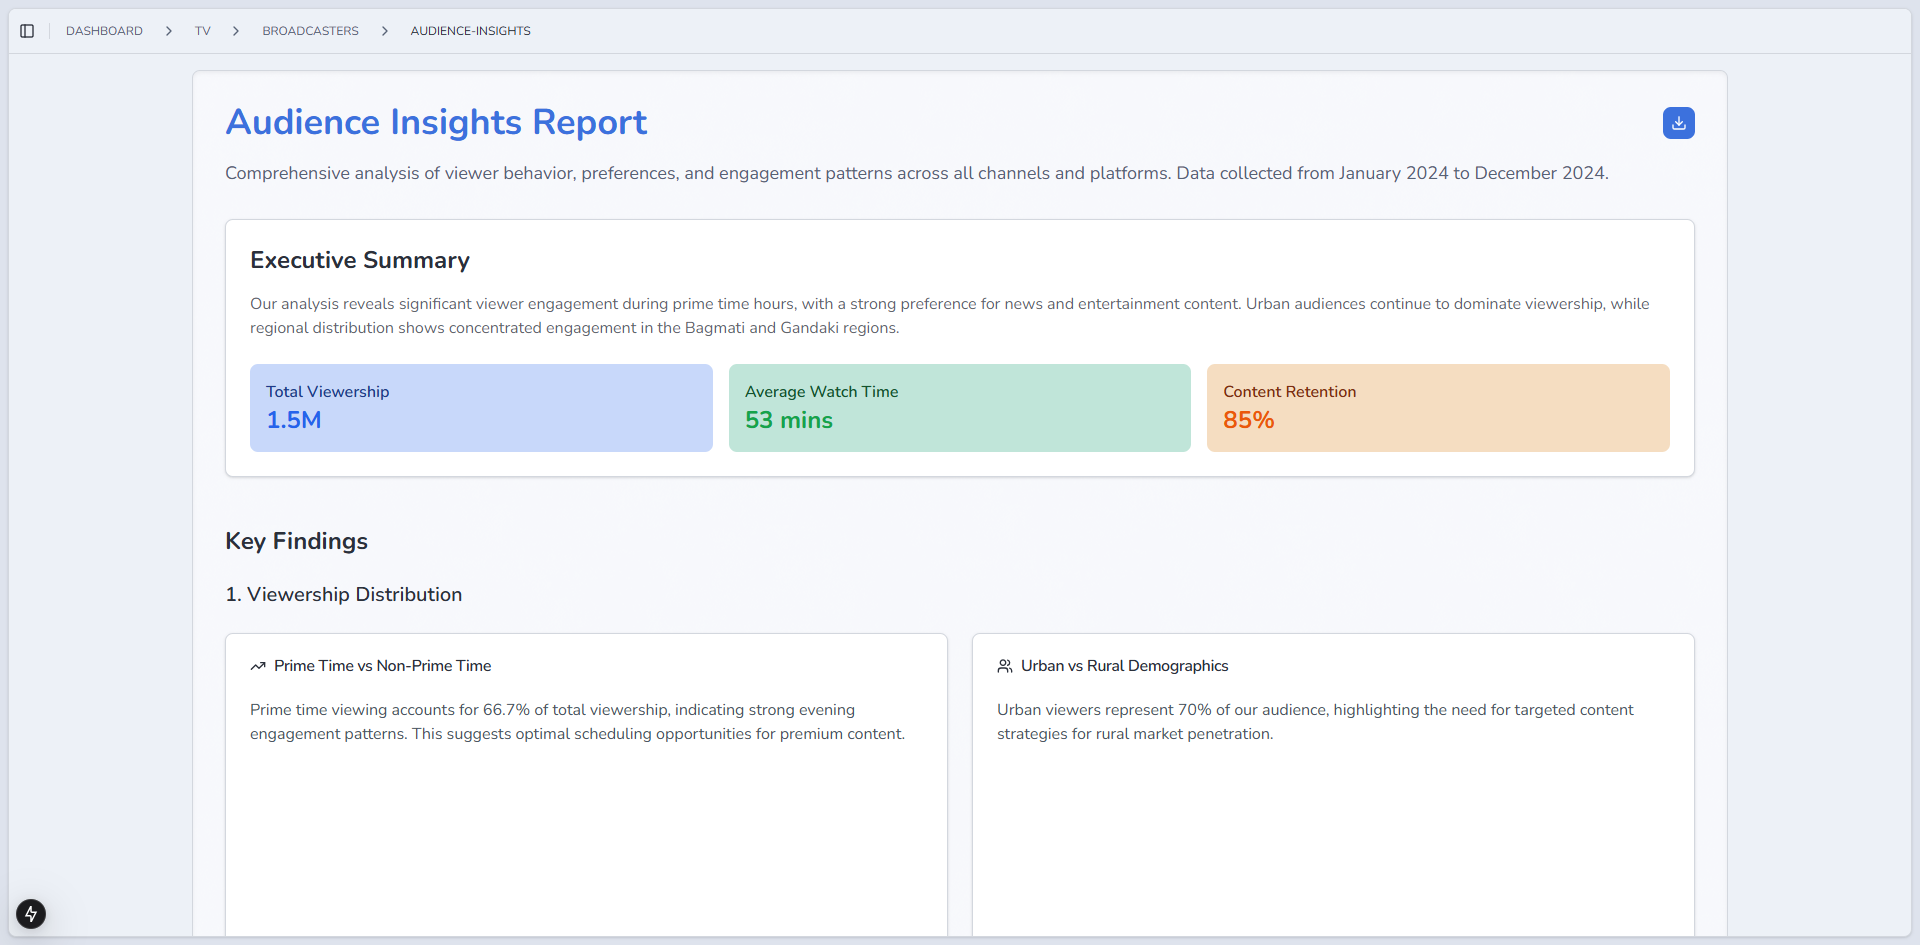 DASHBOARD > TV > BROADCASTERS > AUDIENCE-INSIGHTS
Audience Insights Report
Comprehensive analysis of viewer behavior, preferences, and engagement patterns across all channels and platforms. Data collected from January 2024 to December 2024.
Executive Summary
Our analysis reveals significant viewer engagement during prime time hours, with a strong preference for news and entertainment content. Urban audiences continue to dominate viewership, while
regional distribution shows concentrated engagement in the Bagmati and Gandaki regions.
Total Viewership
1.5M
Average Watch Time
53 mins
Content Retention
85%
Key Findings
1. Viewership Distribution
Prime Time vs Non-Prime Time
Prime time viewing accounts for 66.7% of total viewership, indicating strong evening
engagement patterns. This suggests optimal scheduling opportunities for premium content.
Urban vs Rural Demographics
Urban viewers represent 70% of our audience, highlighting the need for targeted content
strategies for rural market penetration.